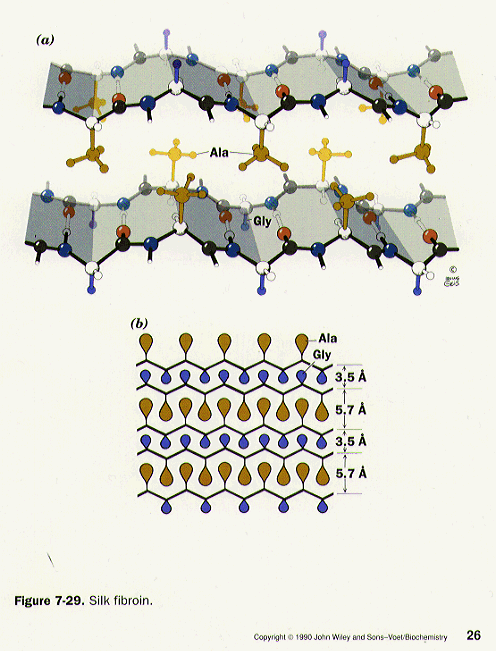 (a)
Ala
Gly
©
(b)
Ala
Gly
3.5 Å
5.7 Å
3.5 Å
5.7 Å
Figure 7-29. Silk fibroin.
Copyright © 1990 John Wiley and Sons–Voet/Biochemistry 26